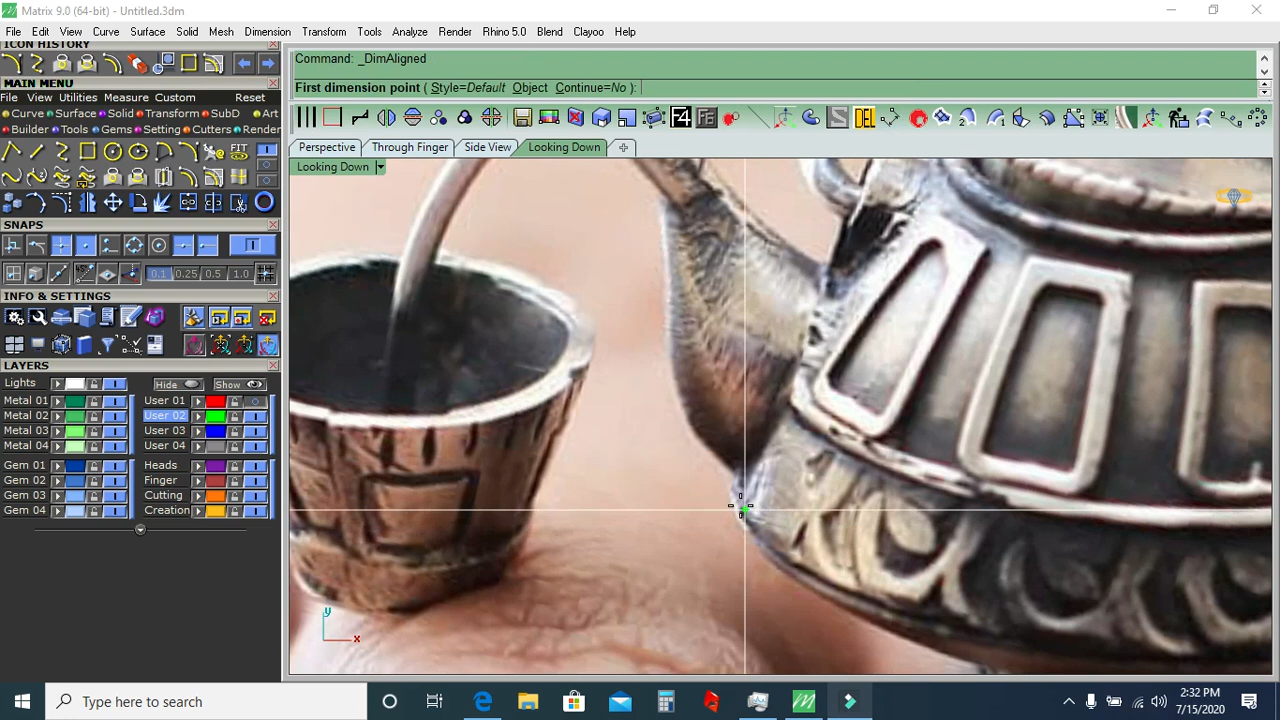 Matrix 9.0 (64-bit) - Untitled.3dm
File Edit View Curve Surface Solid Mesh Dimension Transform Tools Analyze Render Rhino 5.0 Blend Clayoo Help
ICON HISTORY
MAIN MENU
File View Utilities Measure Custom Reset
Curve Surface Solid Transform SubD Art
Builder Tools Gems Setting Cutters Render
FIT
SNAPS
0.1 0.25 0.5 1.0
INFO & SETTINGS
LAYERS
Lights Hide Show
Metal 01 User 01
Metal 02 User 02
Metal 03 User 03
Metal 04 User 04
Gem 01 Heads
Gem 02 Finger
Gem 03 Cutting
Gem 04 Creation
Command: _DimAligned
First dimension point ( Style=Default Object Continue=No ):
F4 DEL
Perspective Through Finger Side View Looking Down
Looking Down
y
x
Type here to search
2:32 PM
7/15/2020